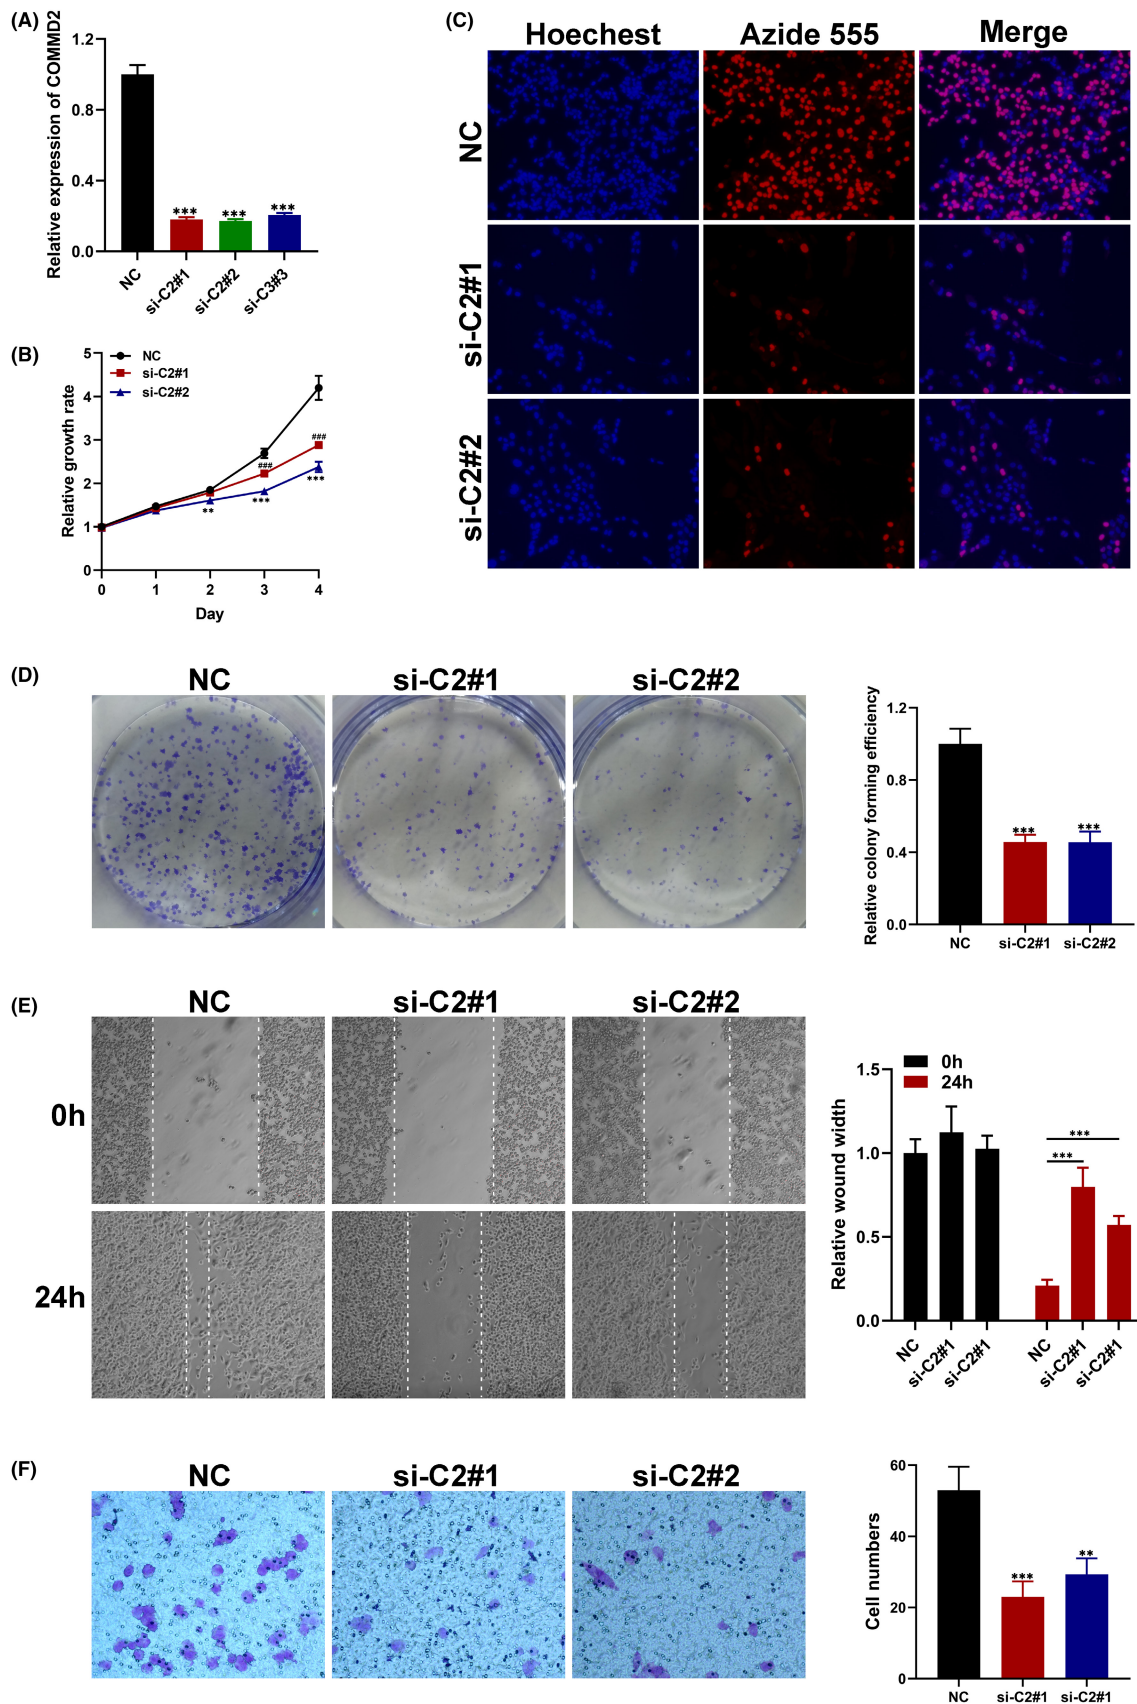 (A)
Relative expression of COMMD2
1.2
0.8
0.4
0.0
***
***
***
NC
si-C2#1
si-C2#2
si-C3#3
(B)
Relative growth rate
5
4
3
2
1
0
NC
si-C2#1
si-C2#2
###
###
**
***
***
0 1 2 3 4
Day
(C)
Hoechest Azide 555 Merge
NC
si-C2#1
si-C2#2
(D)
NC si-C2#1 si-C2#2
Relative colony forming efficiency
1.2
0.8
0.4
0.0
***
***
NC si-C2#1 si-C2#2
(E)
NC si-C2#1 si-C2#2
0h
24h
Relative wound width
1.5
1.0
0.5
0.0
0h
24h
***
***
NC
si-C2#1
si-C2#1
NC
si-C2#1
si-C2#1
(F)
NC si-C2#1 si-C2#2
Cell numbers
60
40
20
0
***
**
NC si-C2#1 si-C2#1